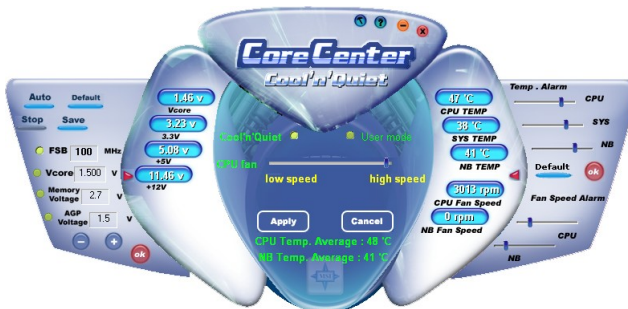 CoreCenter
Cool'n'Quiet
Auto Default
Stop Save
FSB 100 MHz
Vcore 1.500 v
Memory Voltage 2.7 v
AGP Voltage 1.5 v
ok
1.46 v
Vcore
3.23 v
3.3V
5.08 v
+5V
11.46 v
+12V
Cool'n'Quiet User mode
CPU fan
low speed high speed
Apply Cancel
CPU Temp. Average : 48 °C
NB Temp. Average : 41 °C
47 °C
CPU TEMP
38 °C
SYS TEMP
41 °C
NB TEMP
3013 rpm
CPU Fan Speed
0 rpm
NB Fan Speed
Temp . Alarm
CPU
SYS
NB
Default
ok
Fan Speed Alarm
CPU
NB